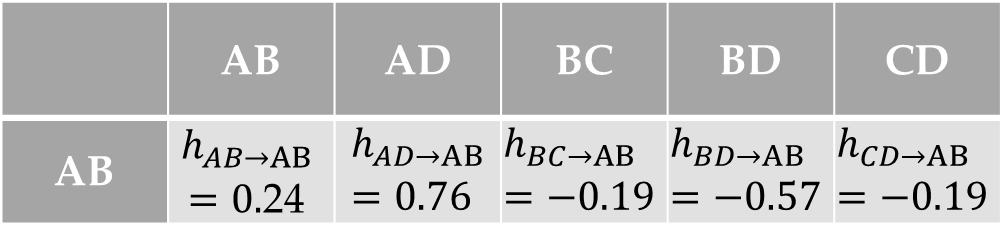 AB AD BC BD CD
AB h_{AB→AB} = 0.24 h_{AD→AB} = 0.76 h_{BC→AB} = −0.19 h_{BD→AB} = −0.57 h_{CD→AB} = −0.19